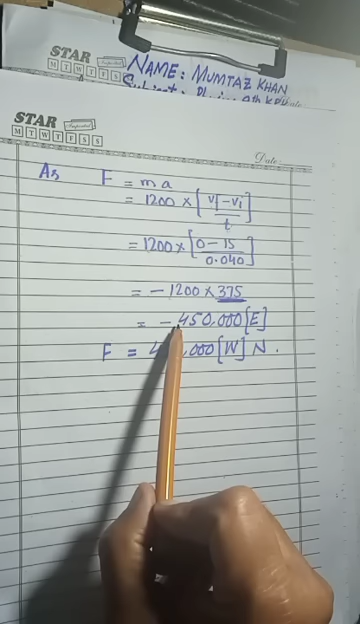 STAR
M T W T F S S
NAME: MUMTAZ KHAN
STAR
M T W T F S S
Date:
As F = ma
= 1200 × [vf - vi / t]
= 1200 × [0 - 15 / 0.040]
= - 1200 × 375
= - 450,000 [E]
F = 4 ,000 [W] N.